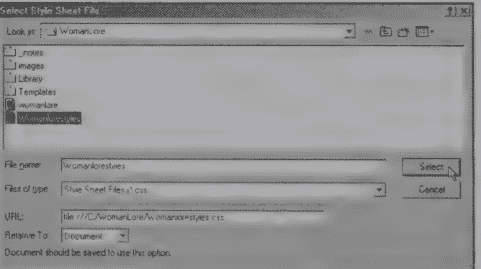 Select Style Sheet File
Look in: WomanLore
_notes
images
Library
Templates
womanlore
Womanlorestyles
File name: Womanlorestyles Select
Files of type: Style Sheet Files *.css Cancel
URL: file:///C|/WomanLore/Womanlorestyles.css
Relative To: Document
Document should be saved to use this option.